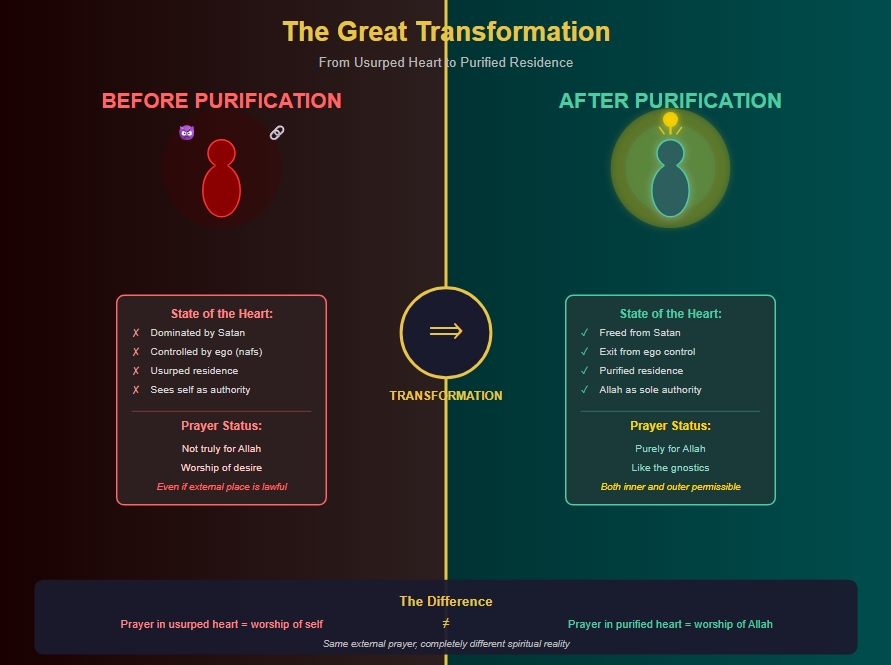 The Great Transformation
From Usurped Heart to Purified Residence
BEFORE PURIFICATION
State of the Heart:
✗ Dominated by Satan
✗ Controlled by ego (nafs)
✗ Usurped residence
✗ Sees self as authority
Prayer Status:
Not truly for Allah
Worship of desire
Even if external place is lawful
⇒
TRANSFORMATION
AFTER PURIFICATION
State of the Heart:
✓ Freed from Satan
✓ Exit from ego control
✓ Purified residence
✓ Allah as sole authority
Prayer Status:
Purely for Allah
Like the gnostics
Both inner and outer permissible
The Difference
Prayer in usurped heart = worship of self ≠ Prayer in purified heart = worship of Allah
Same external prayer, completely different spiritual reality